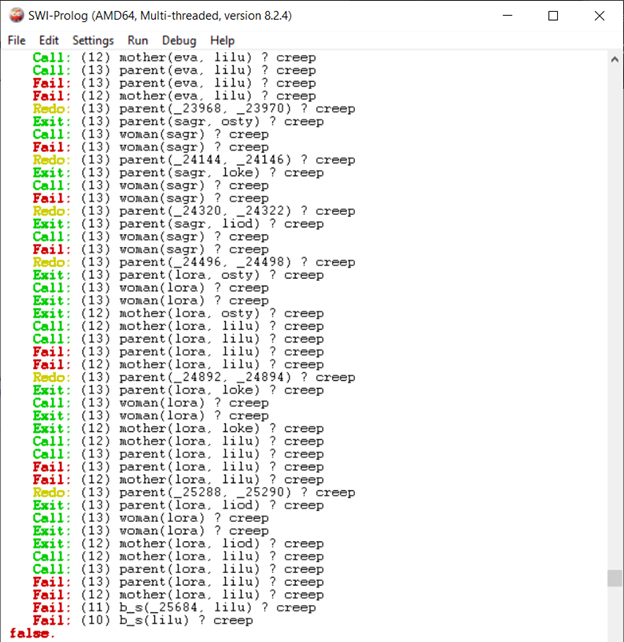 SWI-Prolog (AMD64, Multi-threaded, version 8.2.4)
File Edit Settings Run Debug Help
Call: (12) mother(eva, lilu) ? creep
Call: (13) parent(eva, lilu) ? creep
Fail: (13) parent(eva, lilu) ? creep
Fail: (12) mother(eva, lilu) ? creep
Redo: (13) parent(_23968, _23970) ? creep
Exit: (13) parent(sagr, osty) ? creep
Call: (13) woman(sagr) ? creep
Fail: (13) woman(sagr) ? creep
Redo: (13) parent(_24144, _24146) ? creep
Exit: (13) parent(sagr, loke) ? creep
Call: (13) woman(sagr) ? creep
Fail: (13) woman(sagr) ? creep
Redo: (13) parent(_24320, _24322) ? creep
Exit: (13) parent(sagr, liod) ? creep
Call: (13) woman(sagr) ? creep
Fail: (13) woman(sagr) ? creep
Redo: (13) parent(_24496, _24498) ? creep
Exit: (13) parent(lora, osty) ? creep
Call: (13) woman(lora) ? creep
Exit: (13) woman(lora) ? creep
Exit: (12) mother(lora, osty) ? creep
Call: (12) mother(lora, lilu) ? creep
Call: (13) parent(lora, lilu) ? creep
Fail: (13) parent(lora, lilu) ? creep
Fail: (12) mother(lora, lilu) ? creep
Redo: (13) parent(_24892, _24894) ? creep
Exit: (13) parent(lora, loke) ? creep
Call: (13) woman(lora) ? creep
Exit: (13) woman(lora) ? creep
Exit: (12) mother(lora, loke) ? creep
Call: (12) mother(lora, lilu) ? creep
Call: (13) parent(lora, lilu) ? creep
Fail: (13) parent(lora, lilu) ? creep
Fail: (12) mother(lora, lilu) ? creep
Redo: (13) parent(_25288, _25290) ? creep
Exit: (13) parent(lora, liod) ? creep
Call: (13) woman(lora) ? creep
Exit: (13) woman(lora) ? creep
Exit: (12) mother(lora, liod) ? creep
Call: (12) mother(lora, lilu) ? creep
Call: (13) parent(lora, lilu) ? creep
Fail: (13) parent(lora, lilu) ? creep
Fail: (12) mother(lora, lilu) ? creep
Fail: (11) b_s(_25684, lilu) ? creep
Fail: (10) b_s(lilu) ? creep
false.